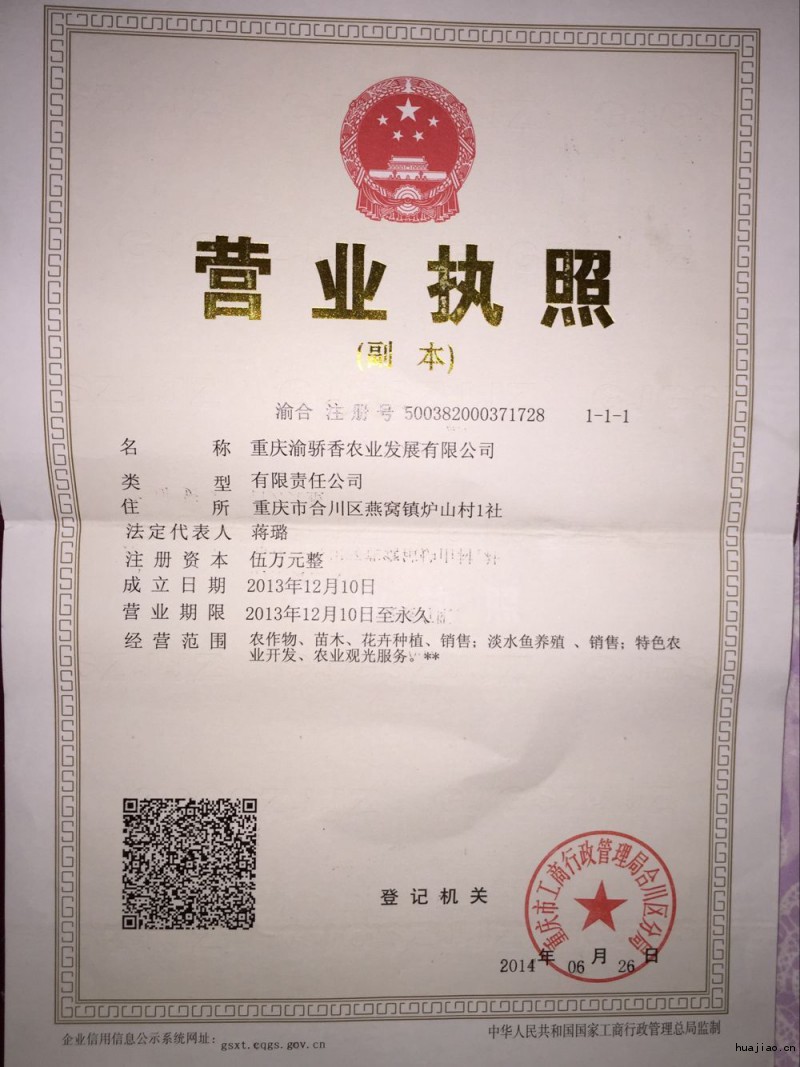 营业执照
(副 本)
渝合 注册号 500382000371728 1-1-1
名 称 重庆渝骄香农业发展有限公司
类 型 有限责任公司
住 所 重庆市合川区燕窝镇炉山村1社
法定代表人 蒋璐
注册资本 伍万元整
成立日期 2013年12月10日
营业期限 2013年12月10日至永久
经营范围 农作物、苗木、花卉种植、销售；淡水鱼养殖 、销售；特色农
业开发、农业观光服务。**
重庆市工商行政管理局合川区分局
登记机关
2014年 06月 26日
企业信用信息公示系统网址：gsxt.cqgs.gov.cn
中华人民共和国国家工商行政管理总局监制
huajiao.cn